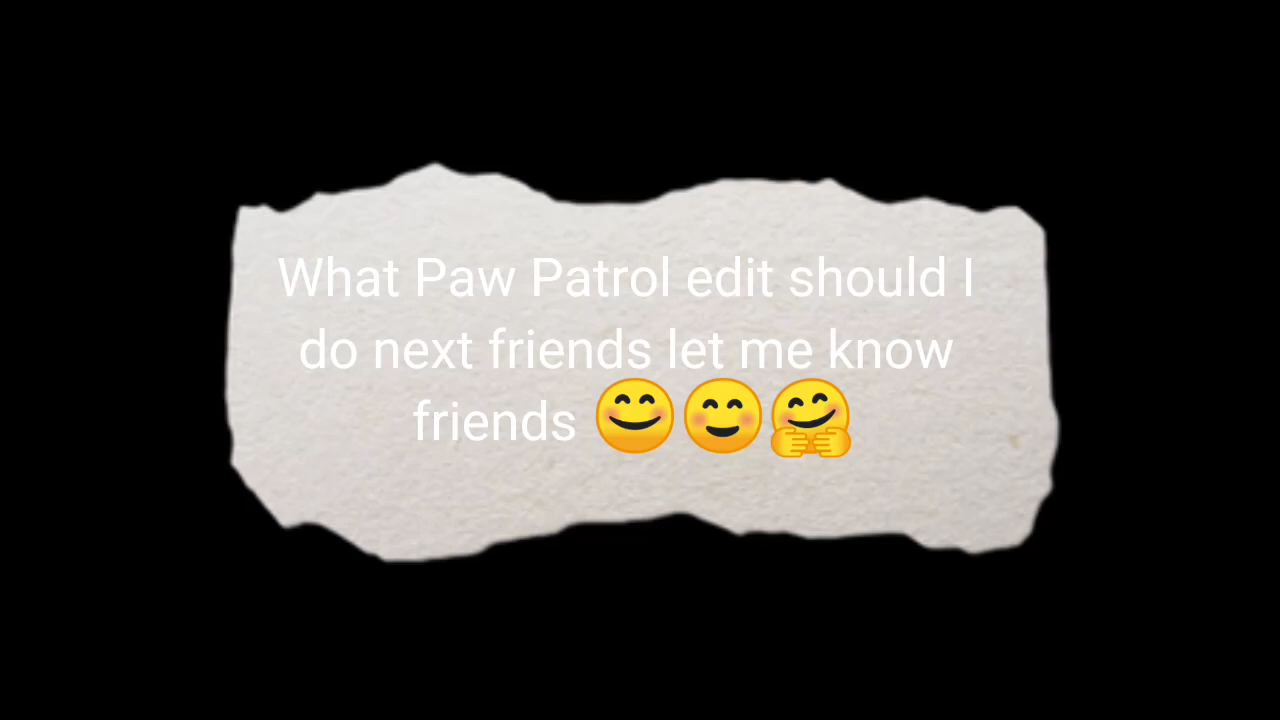 What Paw Patrol edit should I
do next friends let me know
friends 😊😊🤗